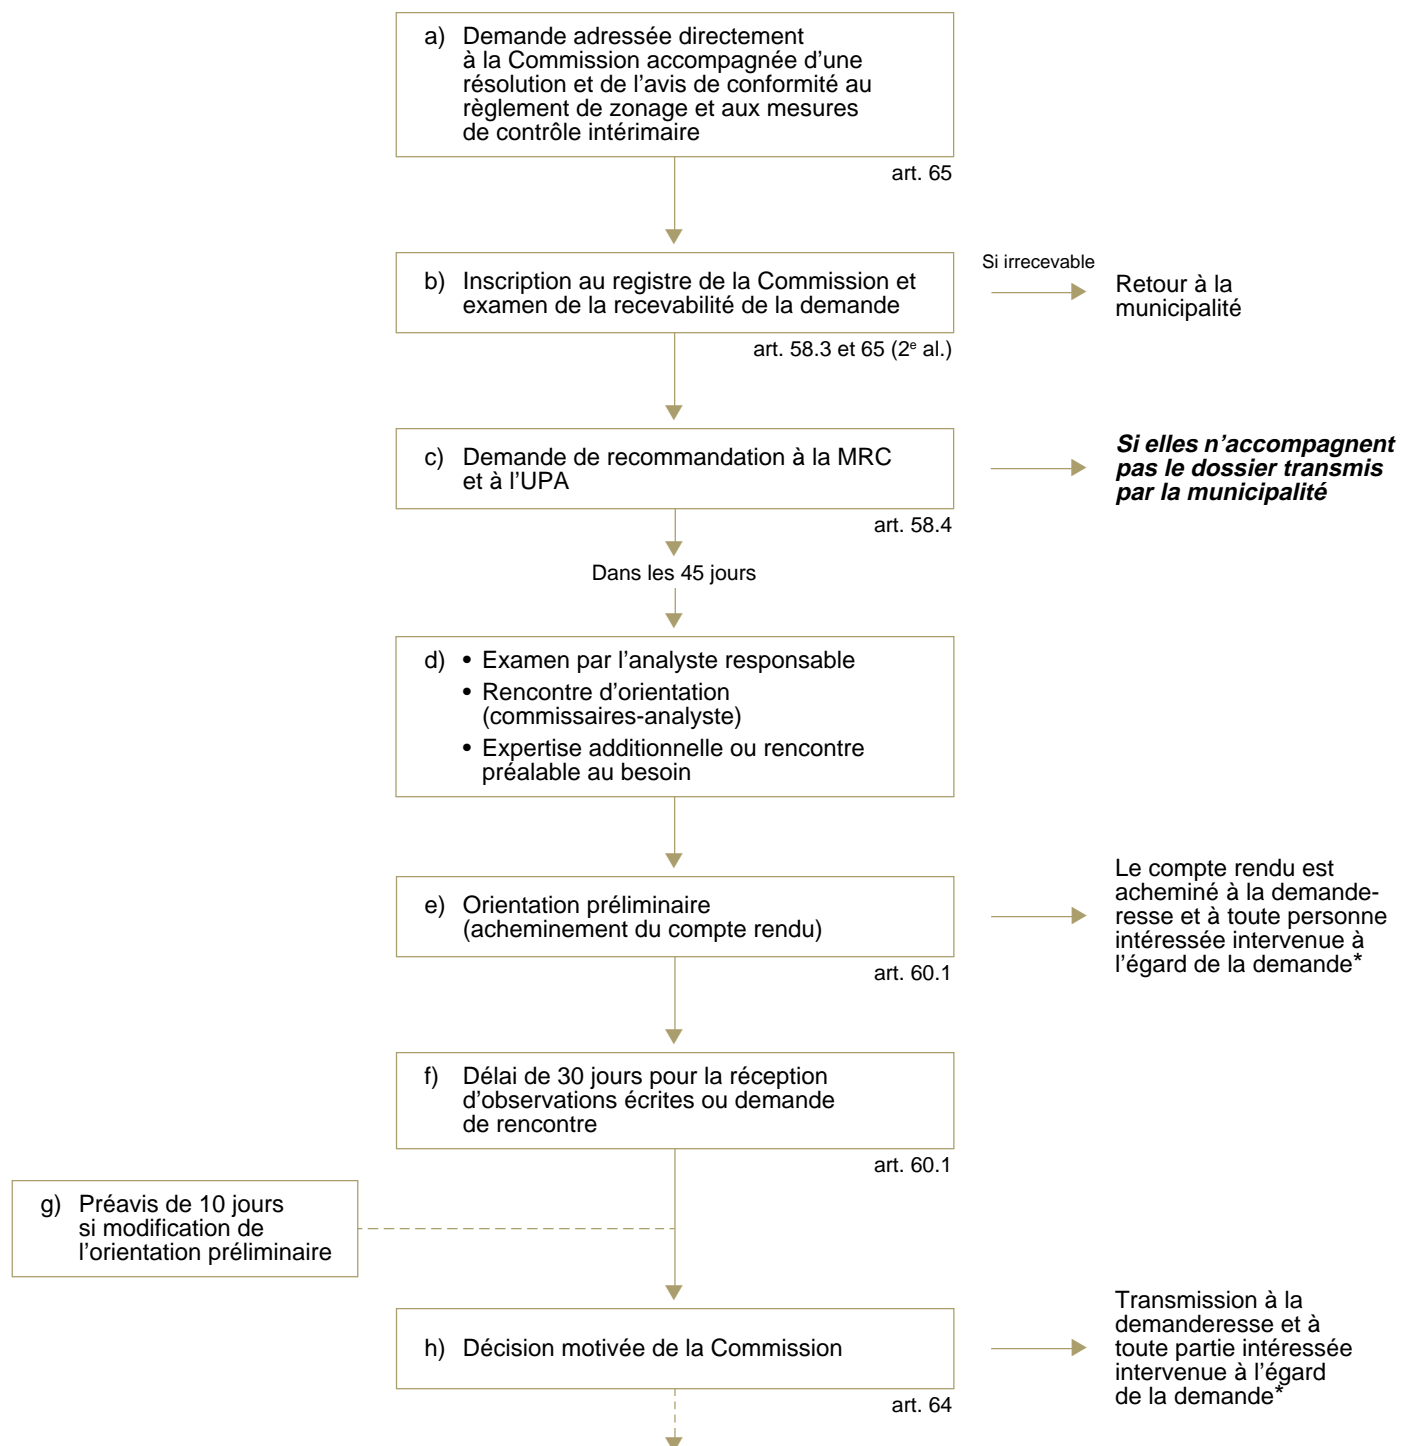 a) Demande adressée directement
à la Commission accompagnée d’une
résolution et de l’avis de conformité au
règlement de zonage et aux mesures
de contrôle intérimaire
art. 65
b) Inscription au registre de la Commission et
examen de la recevabilité de la demande
art. 58.3 et 65 (2e al.)
Si irrecevable
Retour à la
municipalité
c) Demande de recommandation à la MRC
et à l’UPA
art. 58.4
Si elles n’accompagnent
pas le dossier transmis
par la municipalité
Dans les 45 jours
d) • Examen par l’analyste responsable
• Rencontre d’orientation
(commissaires-analyste)
• Expertise additionnelle ou rencontre
préalable au besoin
e) Orientation préliminaire
(acheminement du compte rendu)
art. 60.1
Le compte rendu est
acheminé à la demande-
resse et à toute personne
intéressée intervenue à
l’égard de la demande*
f) Délai de 30 jours pour la réception
d’observations écrites ou demande
de rencontre
art. 60.1
g) Préavis de 10 jours
si modification de
l’orientation préliminaire
h) Décision motivée de la Commission
art. 64
Transmission à la
demanderesse et à
toute partie intéressée
intervenue à l’égard
de la demande*